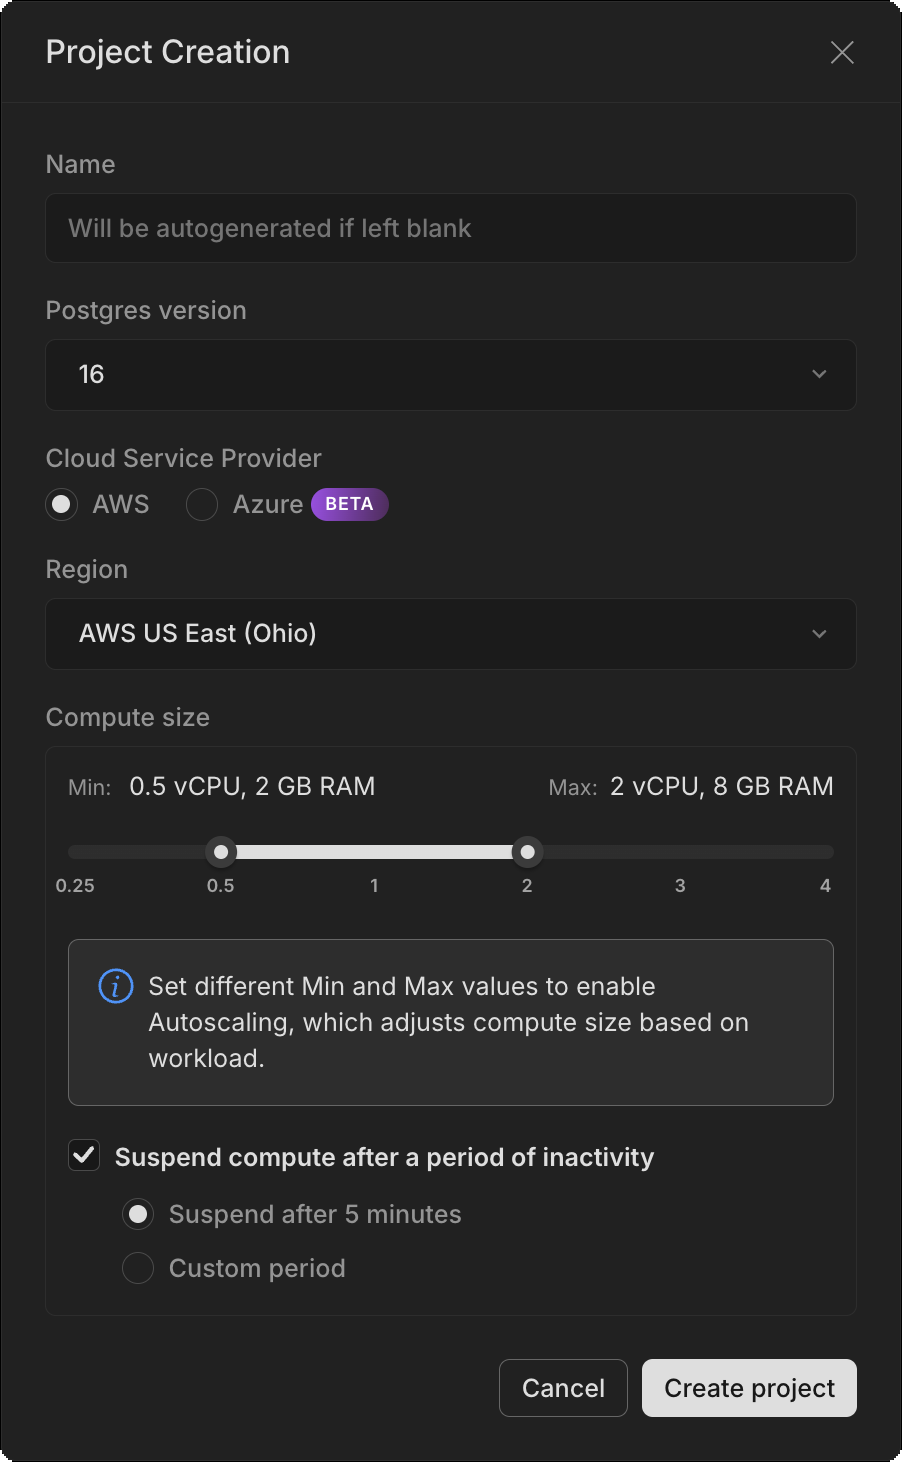 Project Creation
Name
Will be autogenerated if left blank
Postgres version
16
Cloud Service Provider
AWS Azure BETA
Region
AWS US East (Ohio)
Compute size
Min: 0.5 vCPU, 2 GB RAM Max: 2 vCPU, 8 GB RAM
0.25 0.5 1 2 3 4
Set different Min and Max values to enable
Autoscaling, which adjusts compute size based on
workload.
Suspend compute after a period of inactivity
Suspend after 5 minutes
Custom period
Cancel Create project